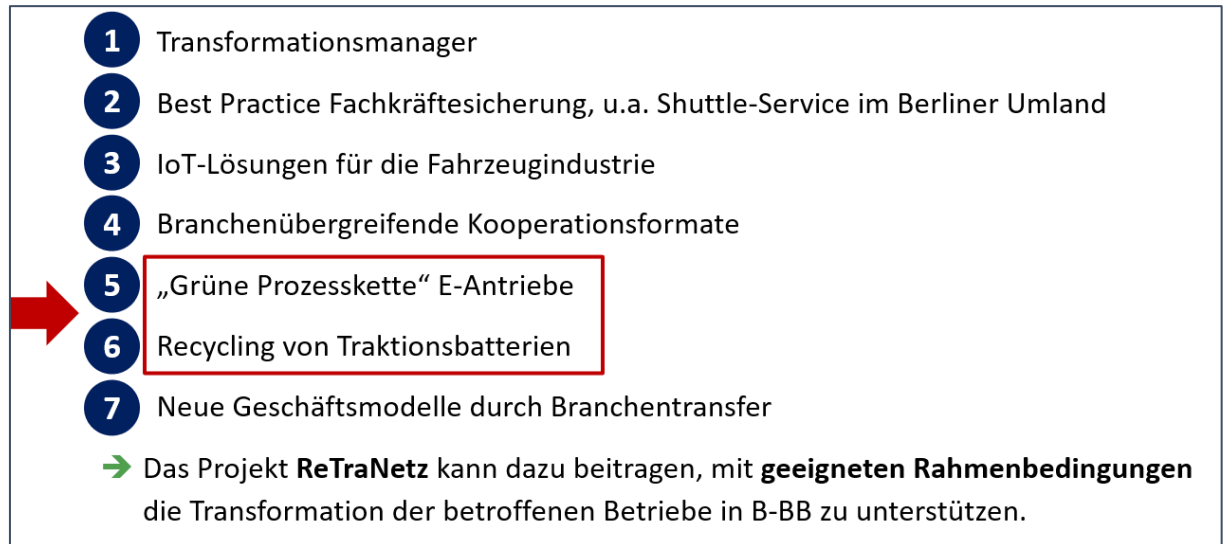 1 Transformationsmanager
2 Best Practice Fachkräftesicherung, u.a. Shuttle-Service im Berliner Umland
3 IoT-Lösungen für die Fahrzeugindustrie
4 Branchenübergreifende Kooperationsformate
5 „Grüne Prozesskette“ E-Antriebe
6 Recycling von Traktionsbatterien
7 Neue Geschäftsmodelle durch Branchentransfer
➔ Das Projekt ReTraNetz kann dazu beitragen, mit geeigneten Rahmenbedingungen
die Transformation der betroffenen Betriebe in B-BB zu unterstützen.